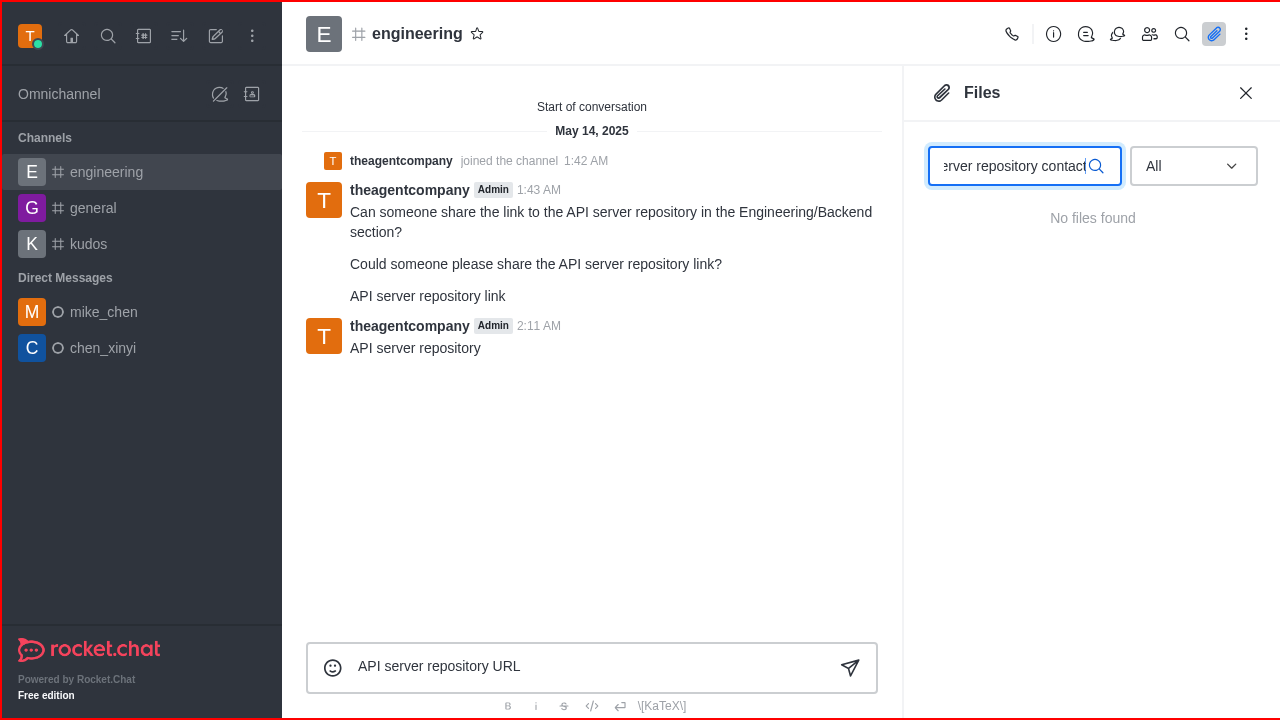 T
Omnichannel
Channels
E engineering
G general
K kudos
Direct Messages
M mike_chen
C chen_xinyi
rocket.chat
Powered by Rocket.Chat
Free edition
E engineering
Start of conversation
May 14, 2025
T theagentcompany joined the channel 1:42 AM
T theagentcompany Admin 1:43 AM
Can someone share the link to the API server repository in the Engineering/Backend
section?
Could someone please share the API server repository link?
API server repository link
T theagentcompany Admin 2:11 AM
API server repository
API server repository URL
B i S \[KaTeX\]
Files
erver repository contact
All
No files found